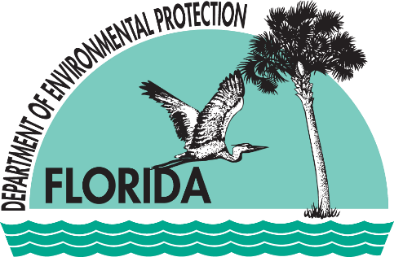 DEPARTMENT OF ENVIRONMENTAL PROTECTION
FLORIDA